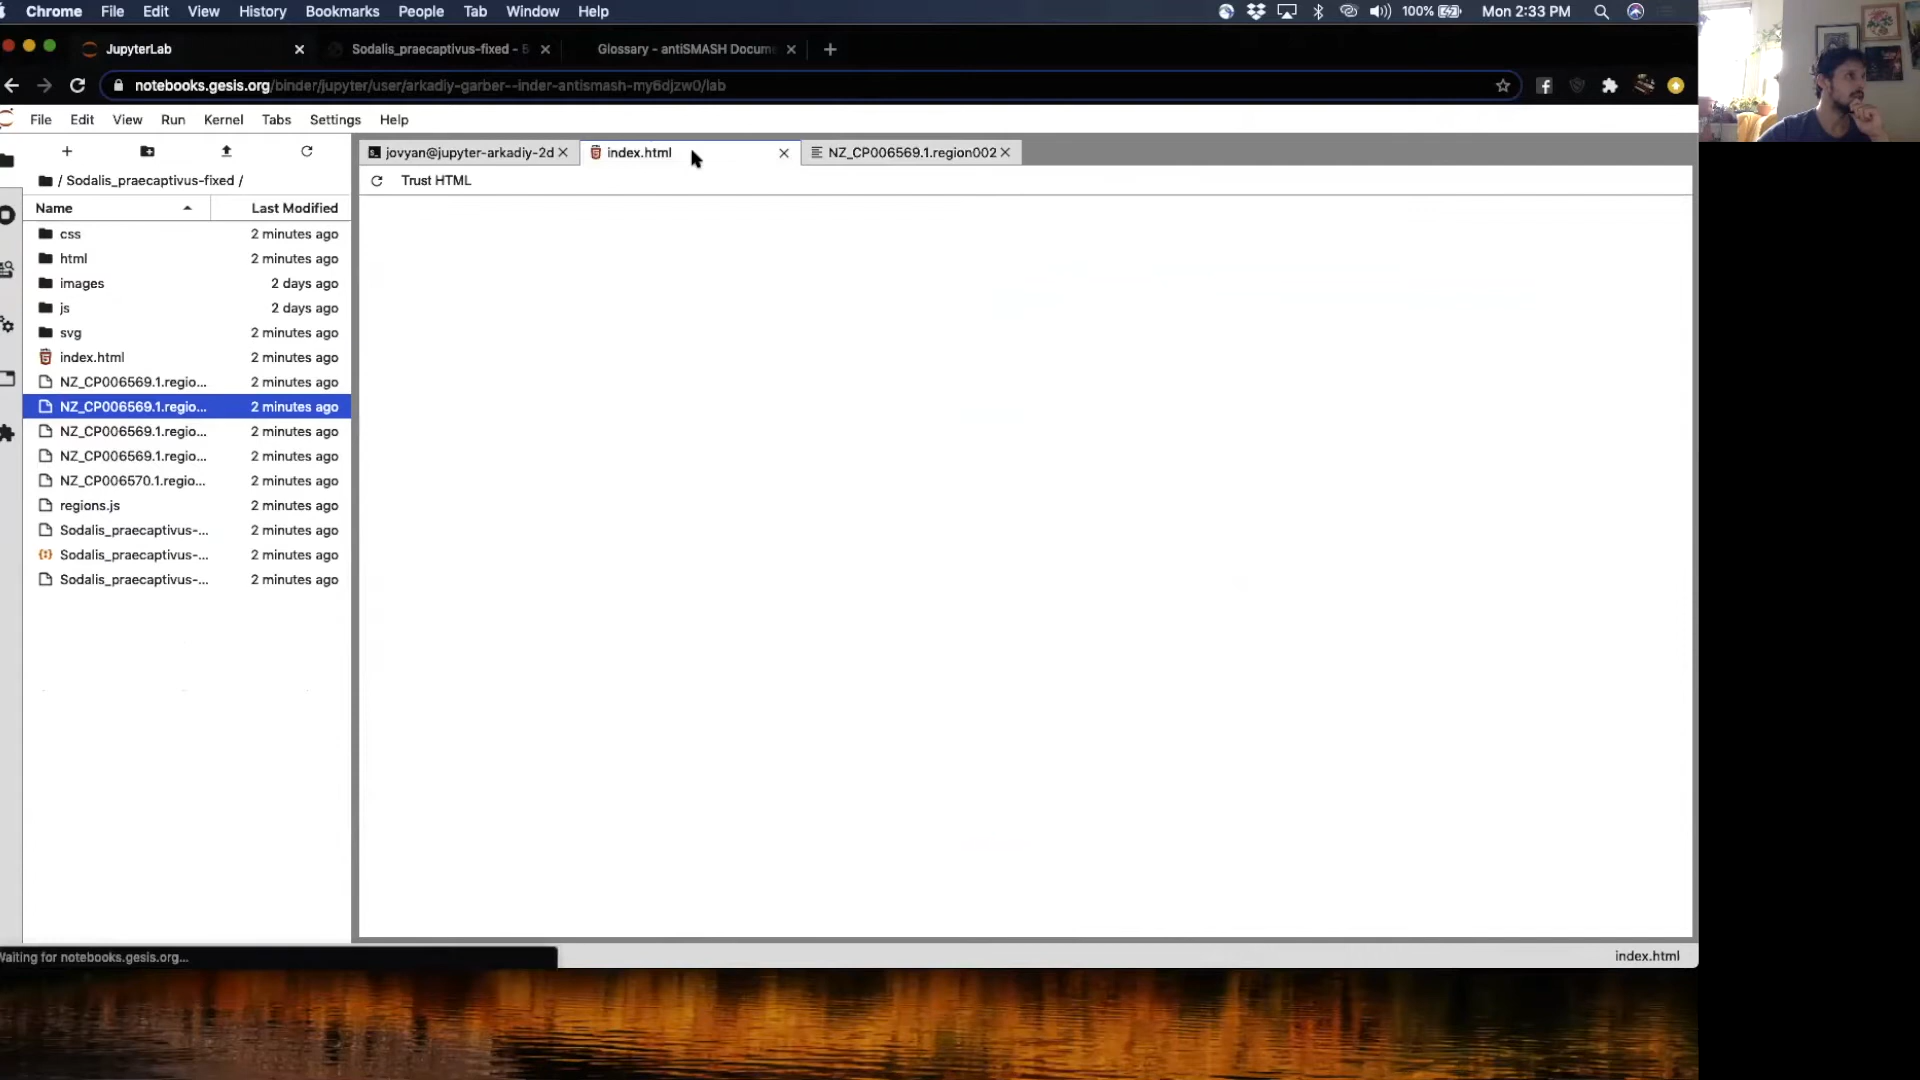 Chrome File Edit View History Bookmarks People Tab Window Help 100% Mon 2:33 PM
JupyterLab Sodalis_praecaptivus-fixed - 5 Glossary - antiSMASH Docum
notebooks.gesis.org/binder/jupyter/user/arkadiy-garber--inder-antismash-my6djzw0/lab
File Edit View Run Kernel Tabs Settings Help
jovyan@jupyter-arkadiy-2d index.html NZ_CP006569.1.region002
/ Sodalis_praecaptivus-fixed / Trust HTML
Name Last Modified
css 2 minutes ago
html 2 minutes ago
images 2 days ago
js 2 days ago
svg 2 minutes ago
index.html 2 minutes ago
NZ_CP006569.1.regio... 2 minutes ago
NZ_CP006569.1.regio... 2 minutes ago
NZ_CP006569.1.regio... 2 minutes ago
NZ_CP006569.1.regio... 2 minutes ago
NZ_CP006570.1.regio... 2 minutes ago
regions.js 2 minutes ago
Sodalis_praecaptivus-... 2 minutes ago
Sodalis_praecaptivus-... 2 minutes ago
Sodalis_praecaptivus-... 2 minutes ago
Waiting for notebooks.gesis.org... index.html